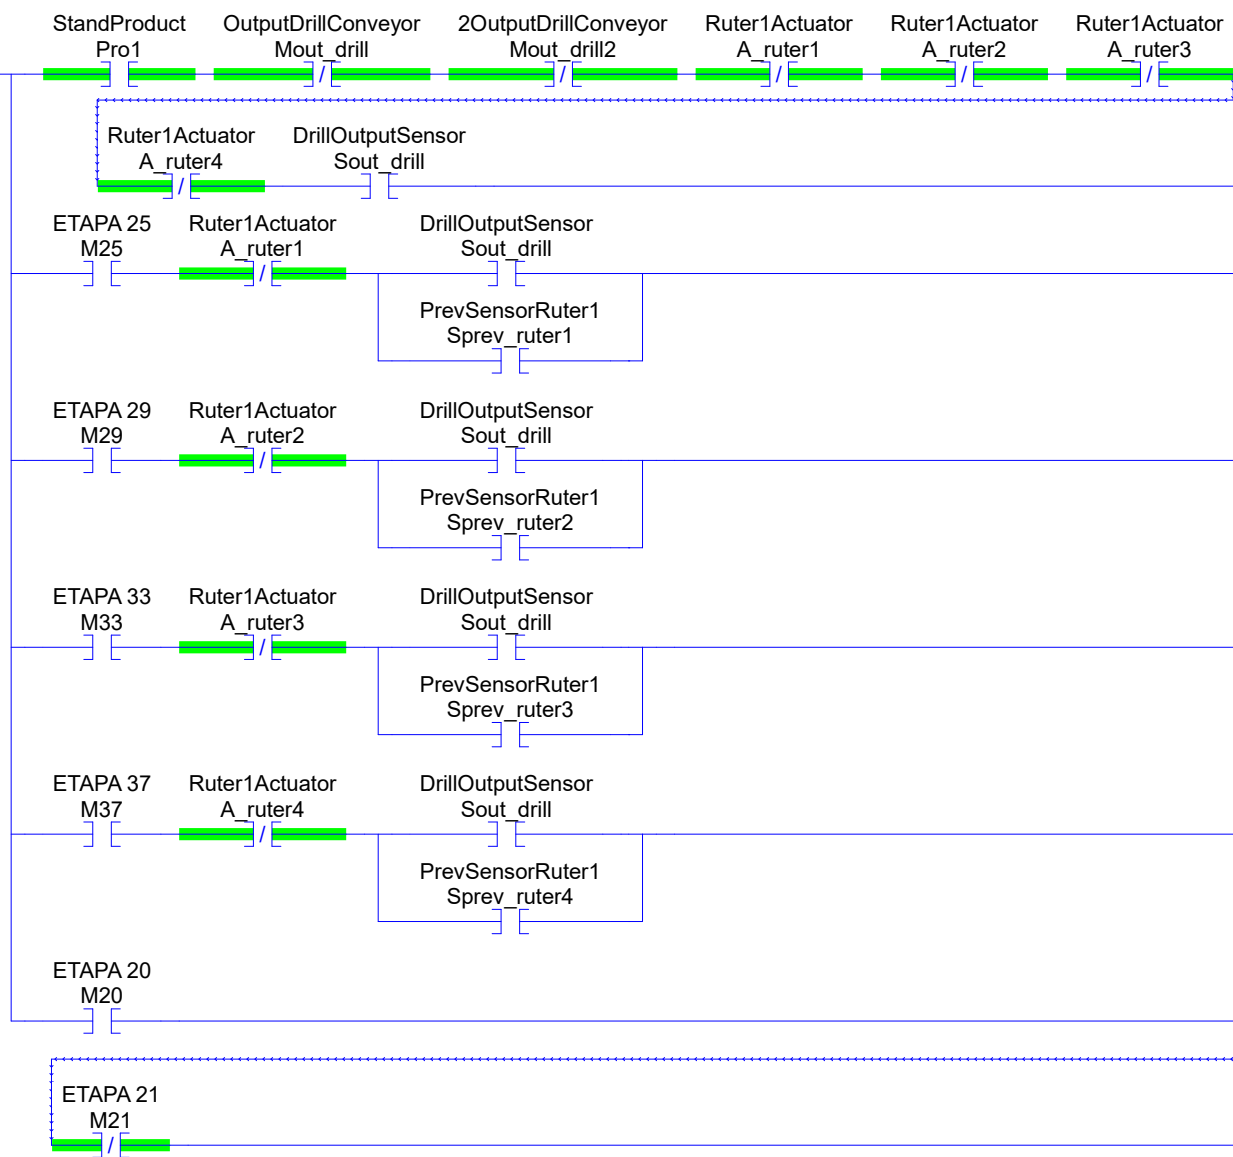 StandProduct OutputDrillConveyor 2OutputDrillConveyor Ruter1Actuator Ruter1Actuator Ruter1Actuator
Pro1 Mout_drill Mout_drill2 A_ruter1 A_ruter2 A_ruter3
Ruter1Actuator DrillOutputSensor
A_ruter4 Sout_drill
ETAPA 25 Ruter1Actuator DrillOutputSensor
M25 A_ruter1 Sout_drill
PrevSensorRuter1
Sprev_ruter1
ETAPA 29 Ruter1Actuator DrillOutputSensor
M29 A_ruter2 Sout_drill
PrevSensorRuter1
Sprev_ruter2
ETAPA 33 Ruter1Actuator DrillOutputSensor
M33 A_ruter3 Sout_drill
PrevSensorRuter1
Sprev_ruter3
ETAPA 37 Ruter1Actuator DrillOutputSensor
M37 A_ruter4 Sout_drill
PrevSensorRuter1
Sprev_ruter4
ETAPA 20
M20
ETAPA 21
M21